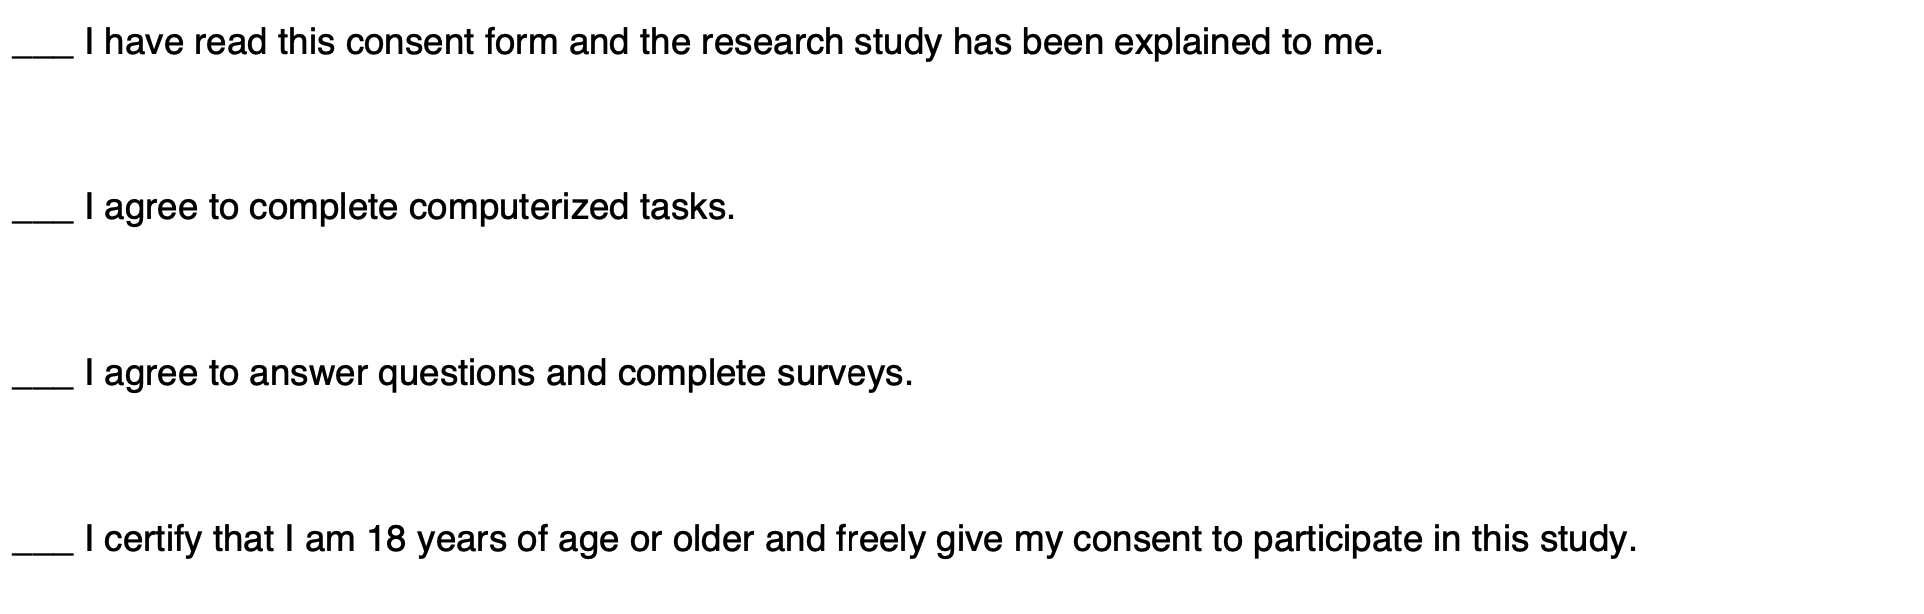 ___ I have read this consent form and the research study has been explained to me.
___ I agree to complete computerized tasks.
___ I agree to answer questions and complete surveys.
___ I certify that I am 18 years of age or older and freely give my consent to participate in this study.